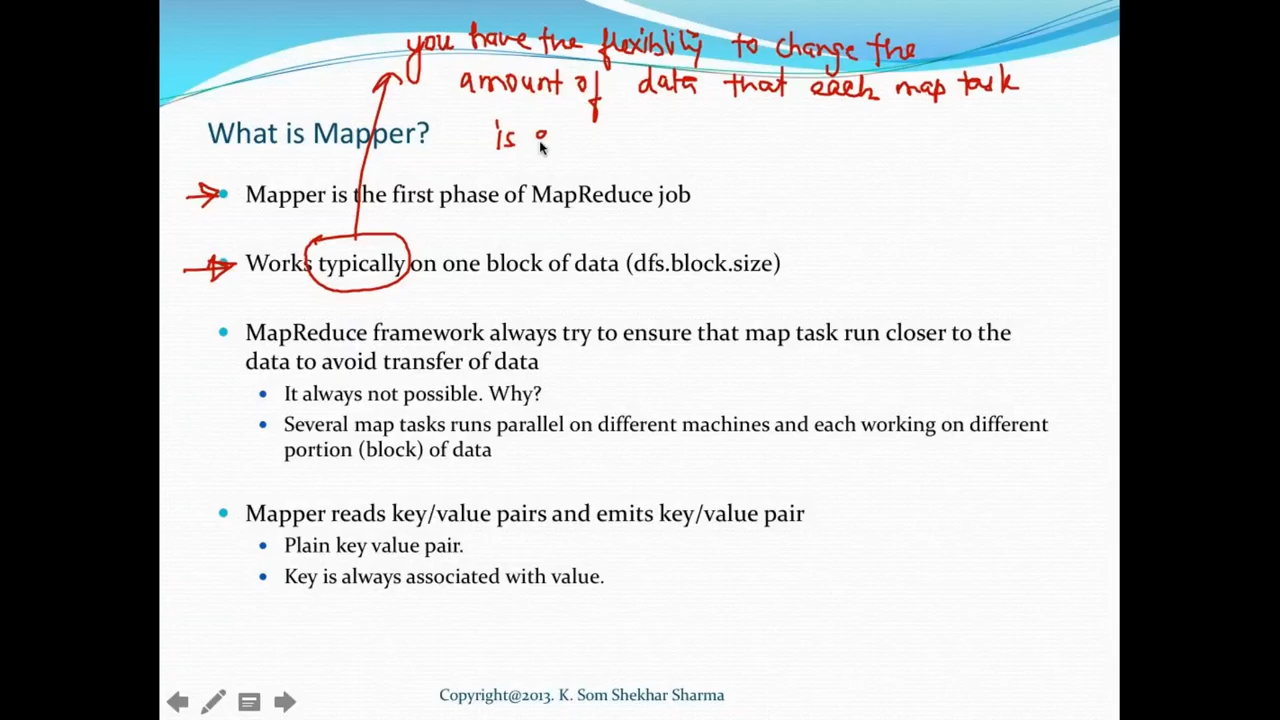 you have the flexiblity to change the
amount of data that each map task
is
What is Mapper?
Mapper is the first phase of MapReduce job
Works typically on one block of data (dfs.block.size)
MapReduce framework always try to ensure that map task run closer to the
data to avoid transfer of data
It always not possible. Why?
Several map tasks runs parallel on different machines and each working on different
portion (block) of data
Mapper reads key/value pairs and emits key/value pair
Plain key value pair.
Key is always associated with value.
Copyright@2013. K. Som Shekhar Sharma